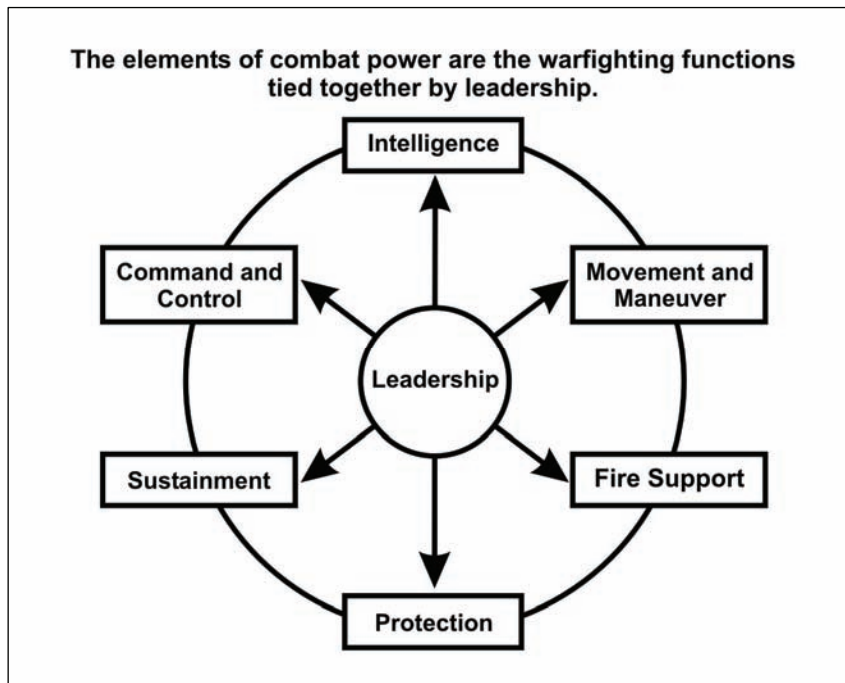 The elements of combat power are the warfighting functions
tied together by leadership.
Intelligence
Command and
Control
Movement and
Maneuver
Leadership
Sustainment
Fire Support
Protection